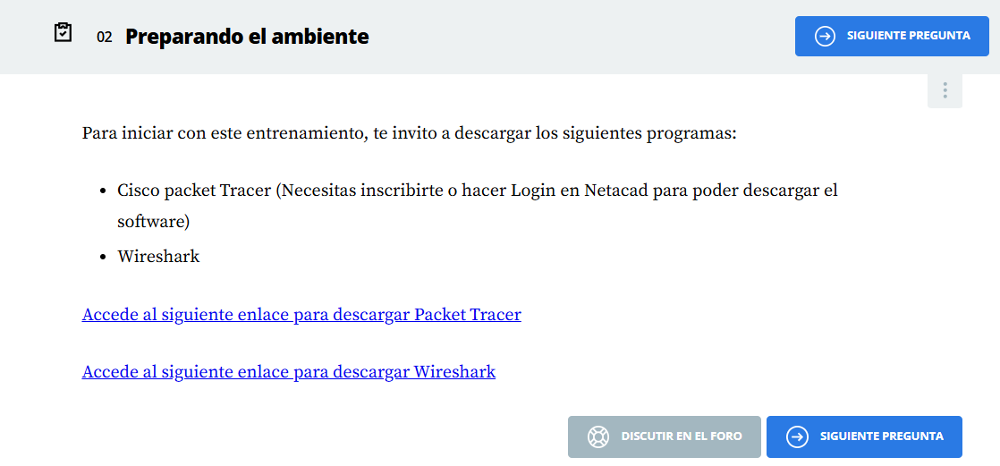 02 Preparando el ambiente
SIGUIENTE PREGUNTA
Para iniciar con este entrenamiento, te invito a descargar los siguientes programas:
• Cisco packet Tracer (Necesitas inscribirte o hacer Login en Netacad para poder descargar el
software)
• Wireshark
Accede al siguiente enlace para descargar Packet Tracer
Accede al siguiente enlace para descargar Wireshark
DISCUTIR EN EL FORO
SIGUIENTE PREGUNTA